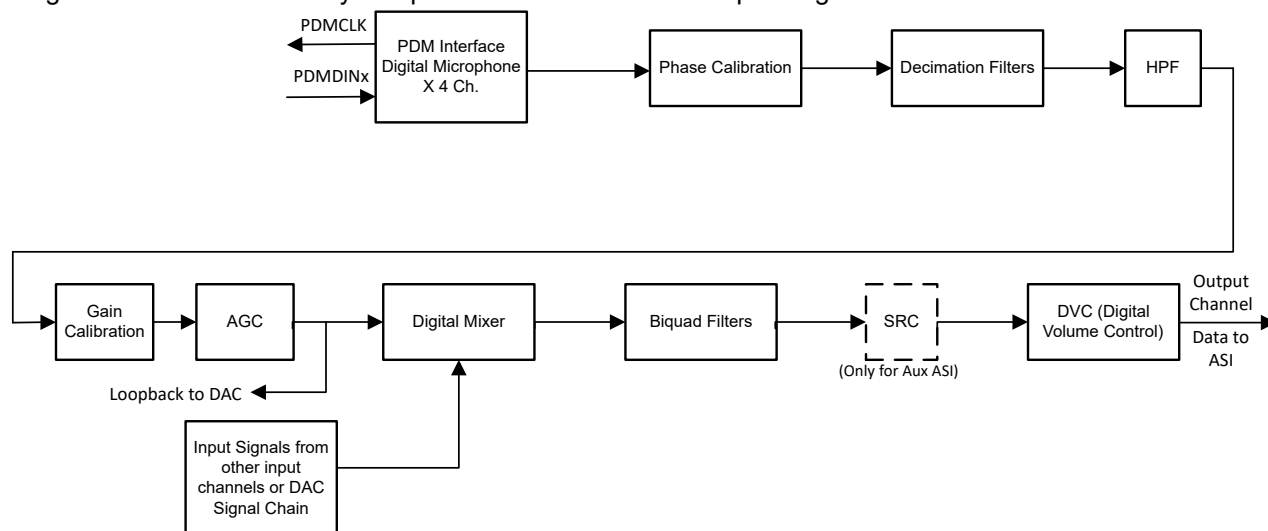 PDMCLK
PDMDINx
PDM Interface
Digital Microphone
X 4 Ch.
Phase Calibration
Decimation Filters
HPF
Gain
Calibration
AGC
Loopback to DAC
Input Signals from
other input
channels or DAC
Signal Chain
Digital Mixer
Biquad Filters
SRC
(Only for Aux ASI)
DVC (Digital
Volume Control)
Output
Channel
Data to
ASI